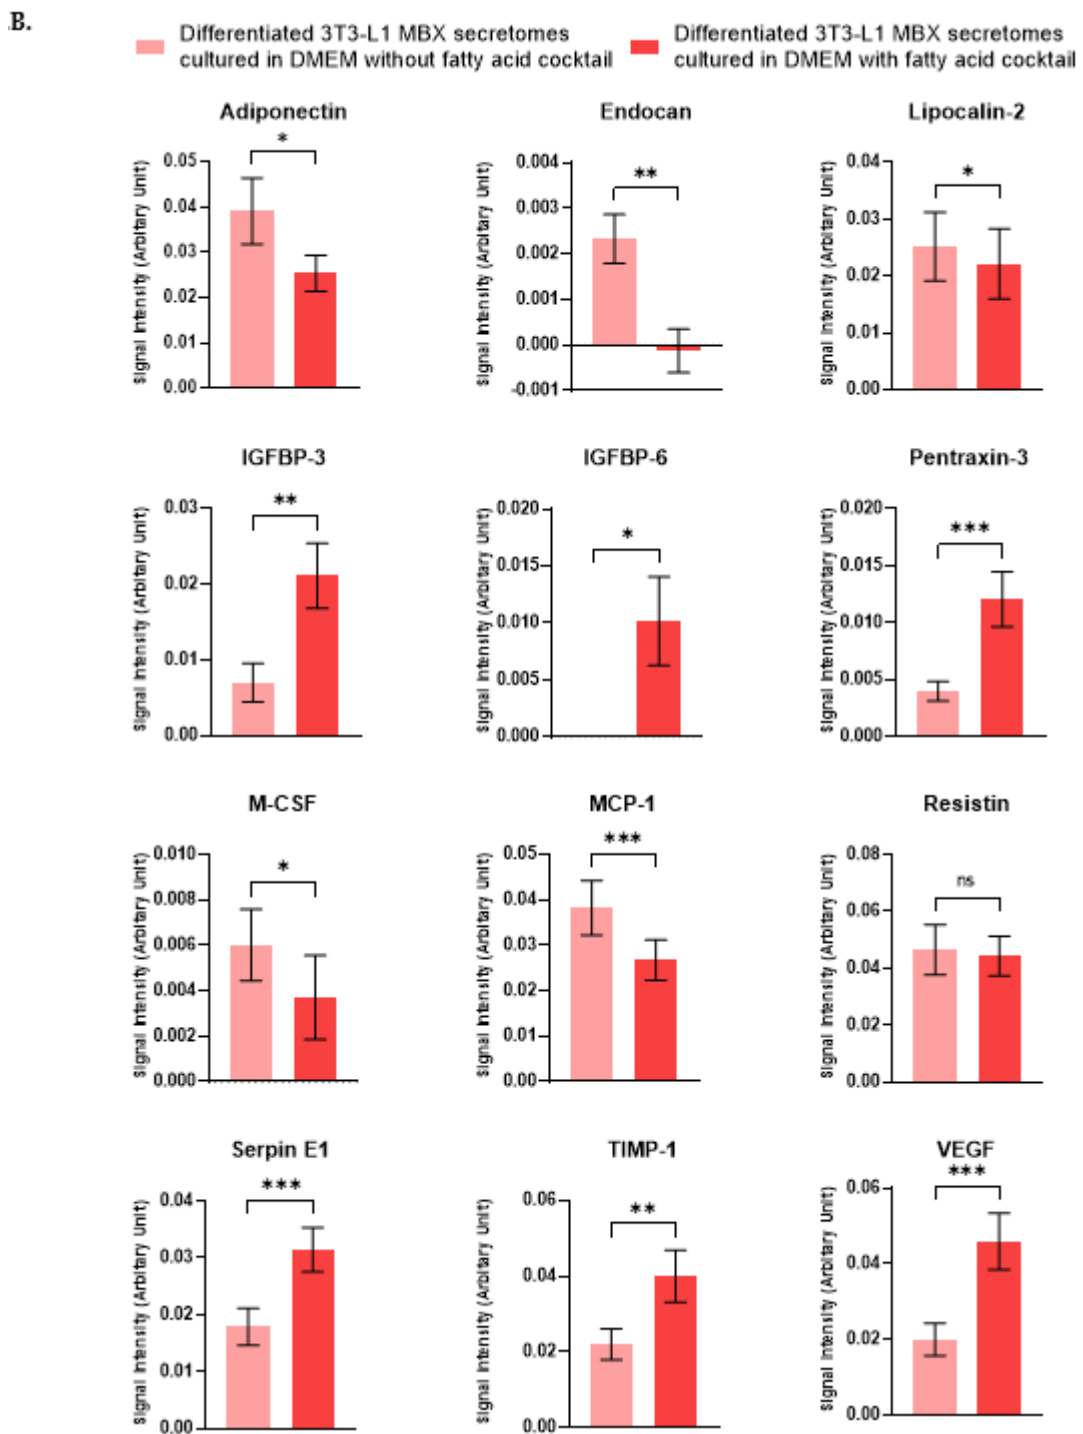 B.
Differentiated 3T3-L1 MBX secretomes
cultured in DMEM without fatty acid cocktail
Differentiated 3T3-L1 MBX secretomes
cultured in DMEM with fatty acid cocktail
Adiponectin
Signal Intensity (Arbitary Unit)
0.05
0.04
0.03
0.02
0.01
0.00
*
Endocan
Signal Intensity (Arbitary Unit)
0.004
0.003
0.002
0.001
0.000
-0.001
**
Lipocalin-2
Signal Intensity (Arbitary Unit)
0.04
0.03
0.02
0.01
0.00
*
IGFBP-3
Signal Intensity (Arbitary Unit)
0.03
0.02
0.01
0.00
**
IGFBP-6
Signal Intensity (Arbitary Unit)
0.020
0.015
0.010
0.005
0.000
*
Pentraxin-3
Signal Intensity (Arbitary Unit)
0.020
0.015
0.010
0.005
0.000
***
M-CSF
Signal Intensity (Arbitary Unit)
0.010
0.008
0.006
0.004
0.002
0.000
*
MCP-1
Signal Intensity (Arbitary Unit)
0.05
0.04
0.03
0.02
0.01
0.00
***
Resistin
Signal Intensity (Arbitary Unit)
0.08
0.06
0.04
0.02
0.00
ns
Serpin E1
Signal Intensity (Arbitary Unit)
0.04
0.03
0.02
0.01
0.00
***
TIMP-1
Signal Intensity (Arbitary Unit)
0.06
0.04
0.02
0.00
**
VEGF
Signal Intensity (Arbitary Unit)
0.06
0.04
0.02
0.00
***